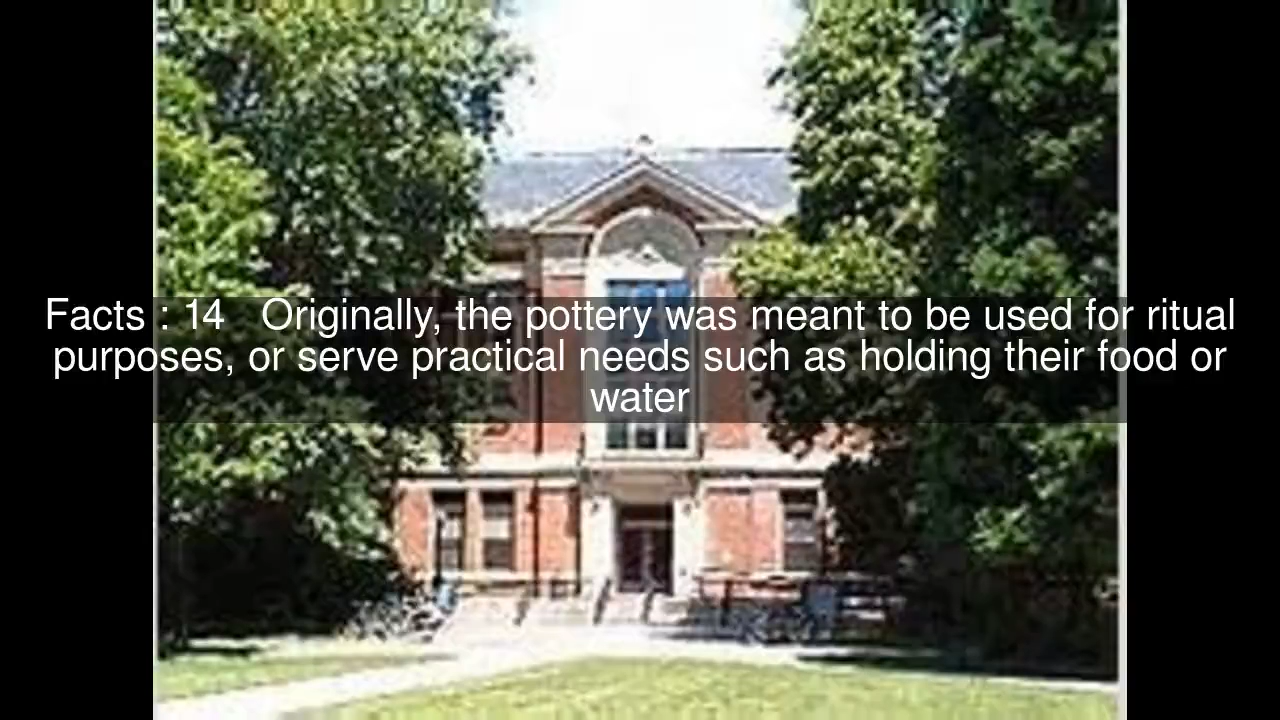 Facts : 14   Originally, the pottery was meant to be used for ritual
purposes, or serve practical needs such as holding their food or
water